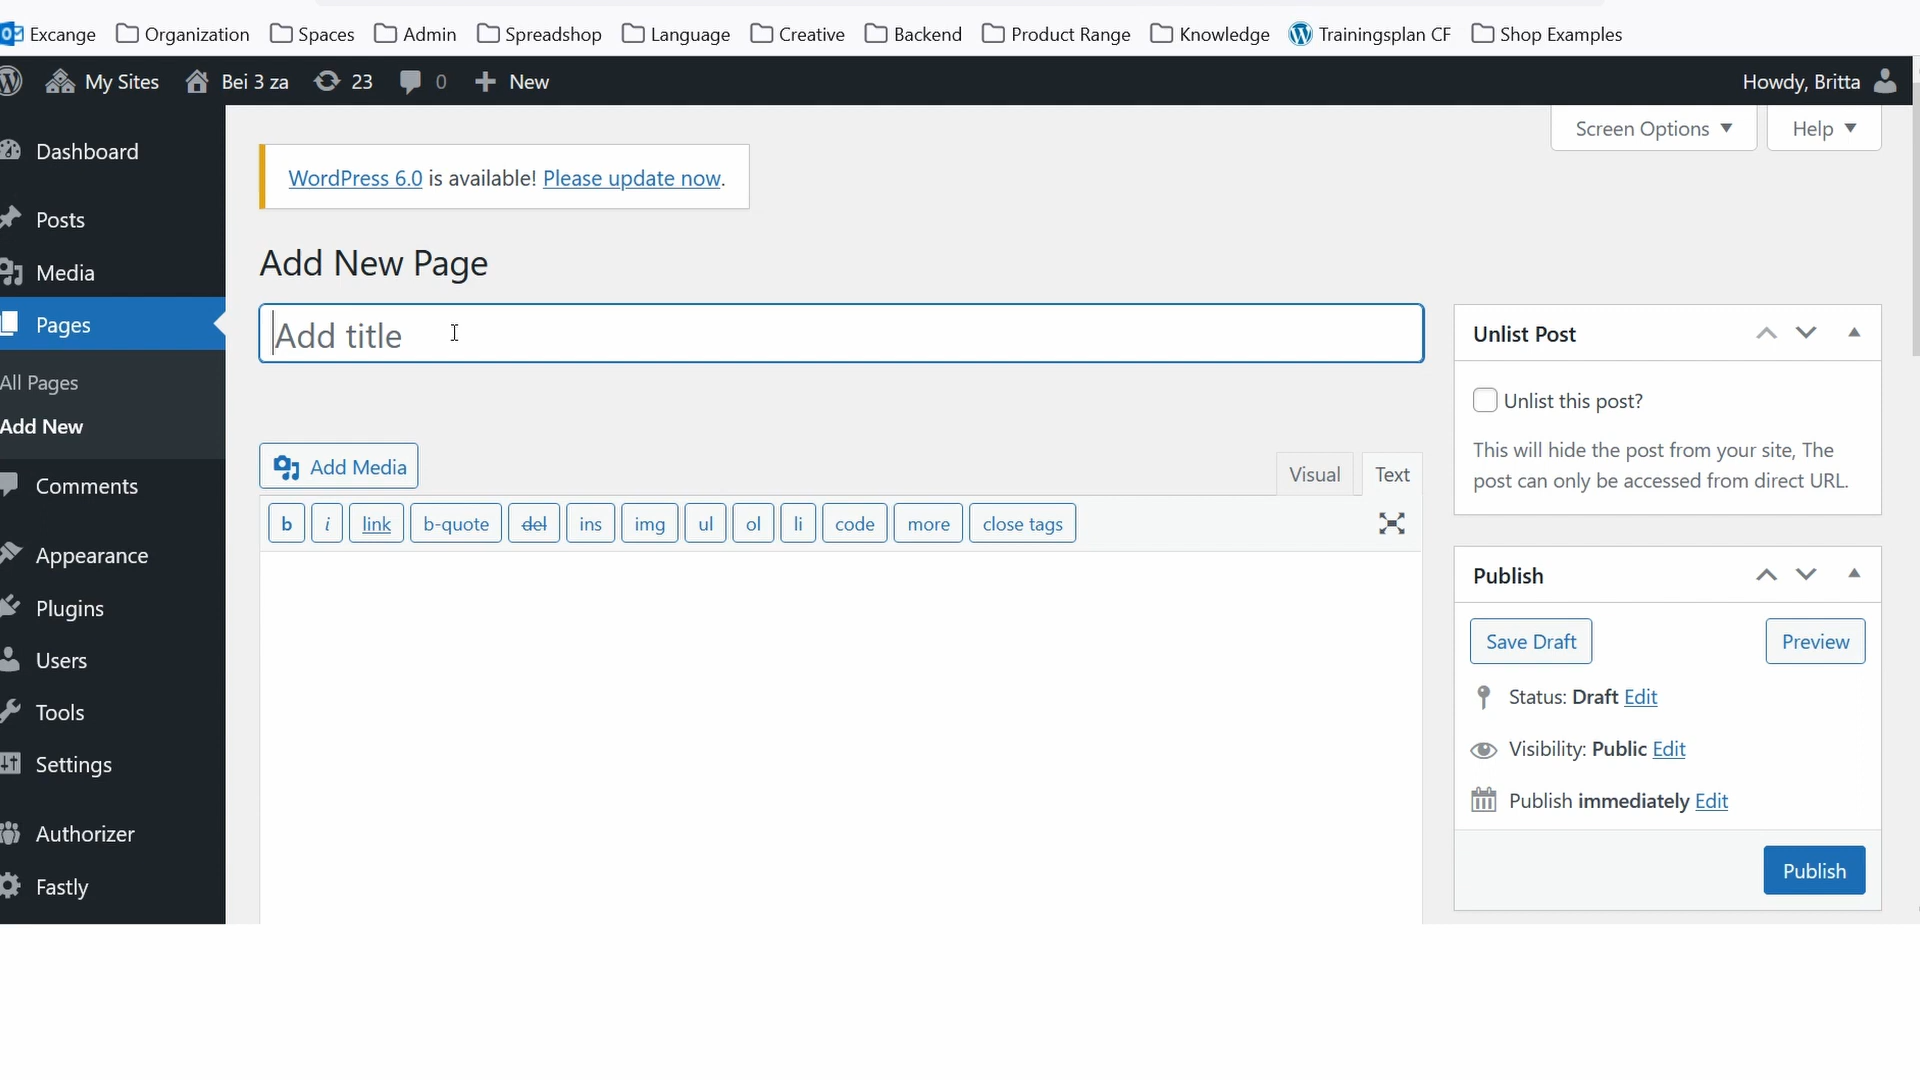 Excange Organization Spaces Admin Spreadshop Language Creative Backend Product Range Knowledge Trainingsplan CF Shop Examples
My Sites Bei 3 za 23 0 New Howdy, Britta
Screen Options Help
Dashboard
Posts
Media
Pages
All Pages
Add New
Comments
Appearance
Plugins
Users
Tools
Settings
Authorizer
Fastly
WordPress 6.0 is available! Please update now.
Add New Page
Add title
Add Media
Visual Text
b i link b-quote del ins img ul ol li code more close tags
Unlist Post
Unlist this post?
This will hide the post from your site, The
post can only be accessed from direct URL.
Publish
Save Draft Preview
Status: Draft Edit
Visibility: Public Edit
Publish immediately Edit
Publish